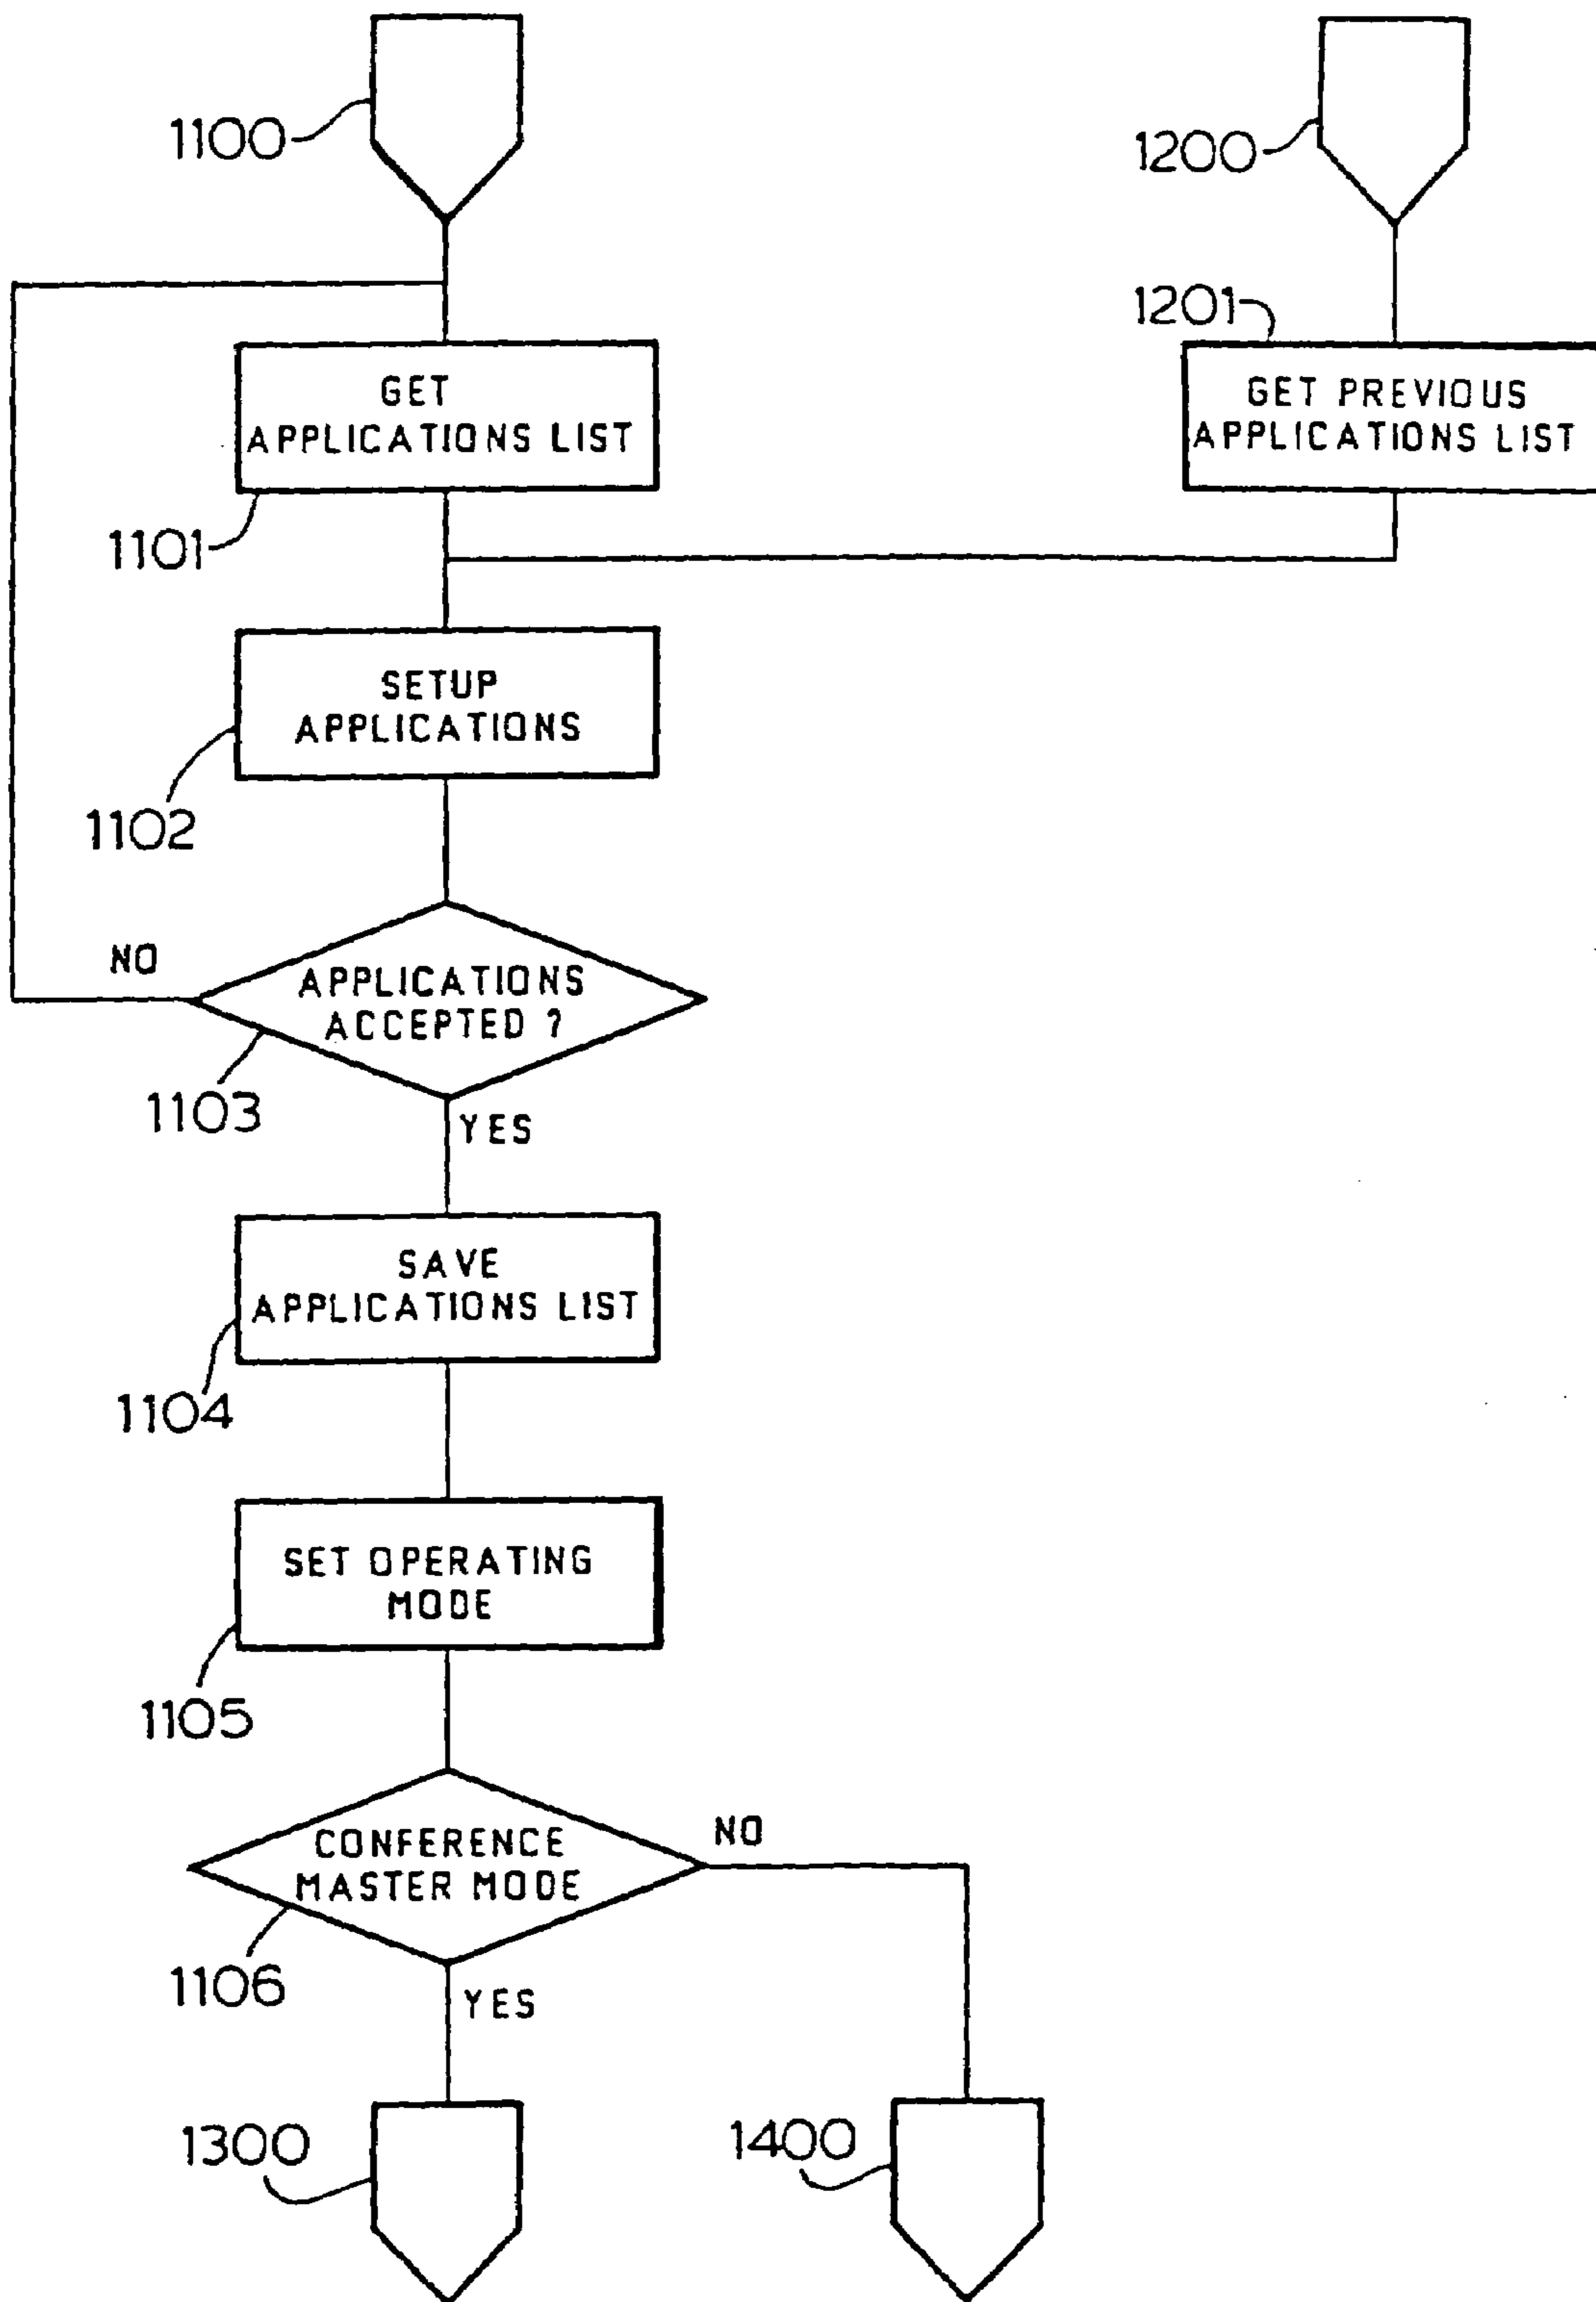 1100
1200
1201
GET
APPLICATIONS LIST
GET PREVIOUS
APPLICATIONS LIST
1101
SETUP
APPLICATIONS
1102
NO
APPLICATIONS
ACCEPTED ?
1103
YES
SAVE
APPLICATIONS LIST
1104
SET OPERATING
MODE
1105
CONFERENCE
MASTER MODE
NO
1106
YES
1300
1400